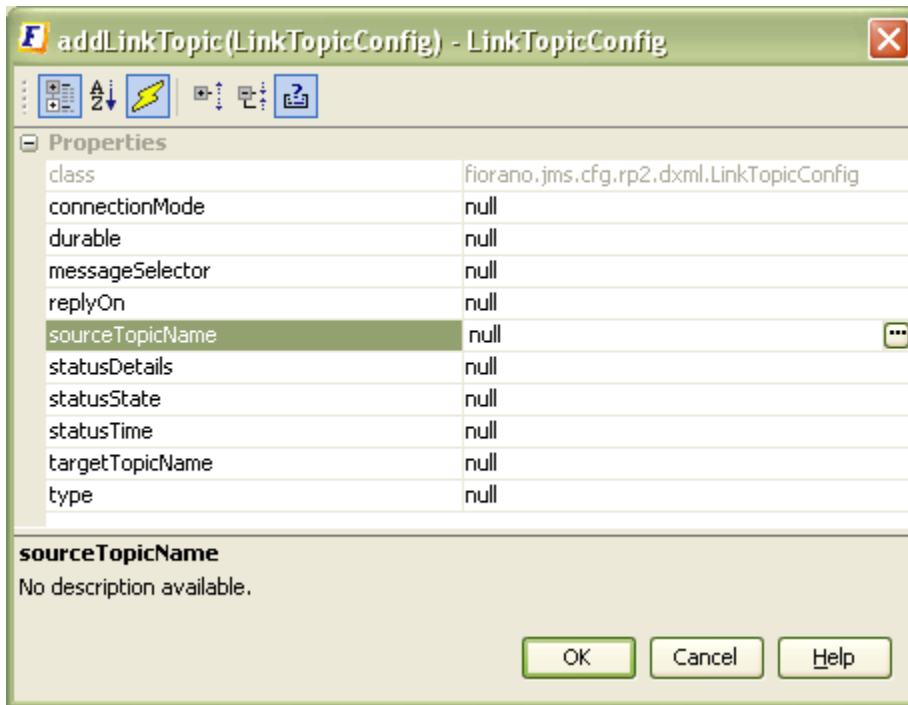 F addLinkTopic(LinkTopicConfig) - LinkTopicConfig
Properties
class fiorano.jms.cfg.rp2.dxml.LinkTopicConfig
connectionMode null
durable null
messageSelector null
replyOn null
sourceTopicName null ...
statusDetails null
statusState null
statusTime null
targetTopicName null
type null
sourceTopicName
No description available.
OK Cancel Help